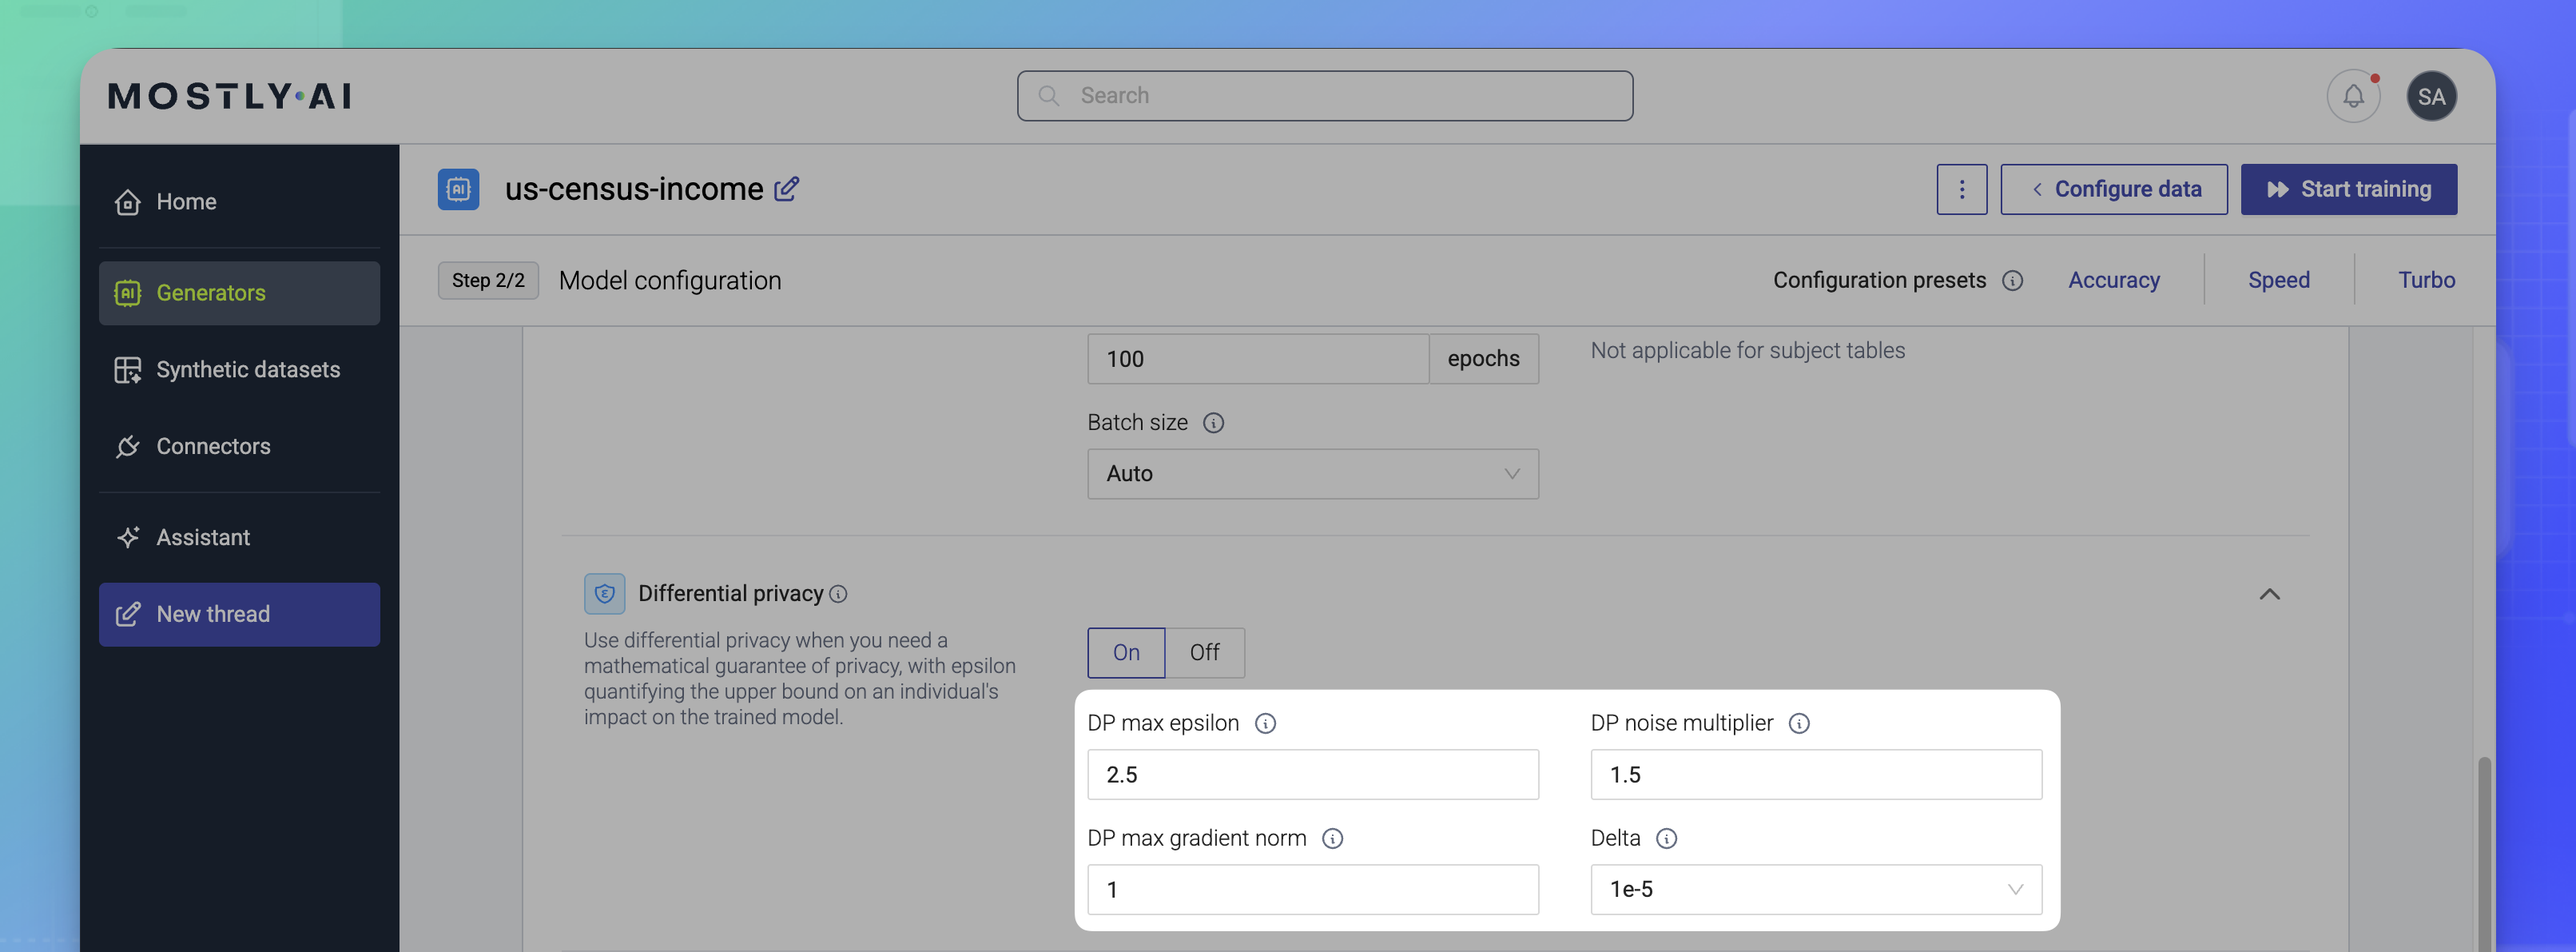 MOSTLY AI
Search
SA
Home
Generators
Synthetic datasets
Connectors
Assistant
New thread
us-census-income
Configure data
Start training
Step 2/2
Model configuration
Configuration presets
Accuracy
Speed
Turbo
100
epochs
Not applicable for subject tables
Batch size
Auto
Differential privacy
Use differential privacy when you need a
mathematical guarantee of privacy, with epsilon
quantifying the upper bound on an individual's
impact on the trained model.
On
Off
DP max epsilon
2.5
DP noise multiplier
1.5
DP max gradient norm
1
Delta
1e-5